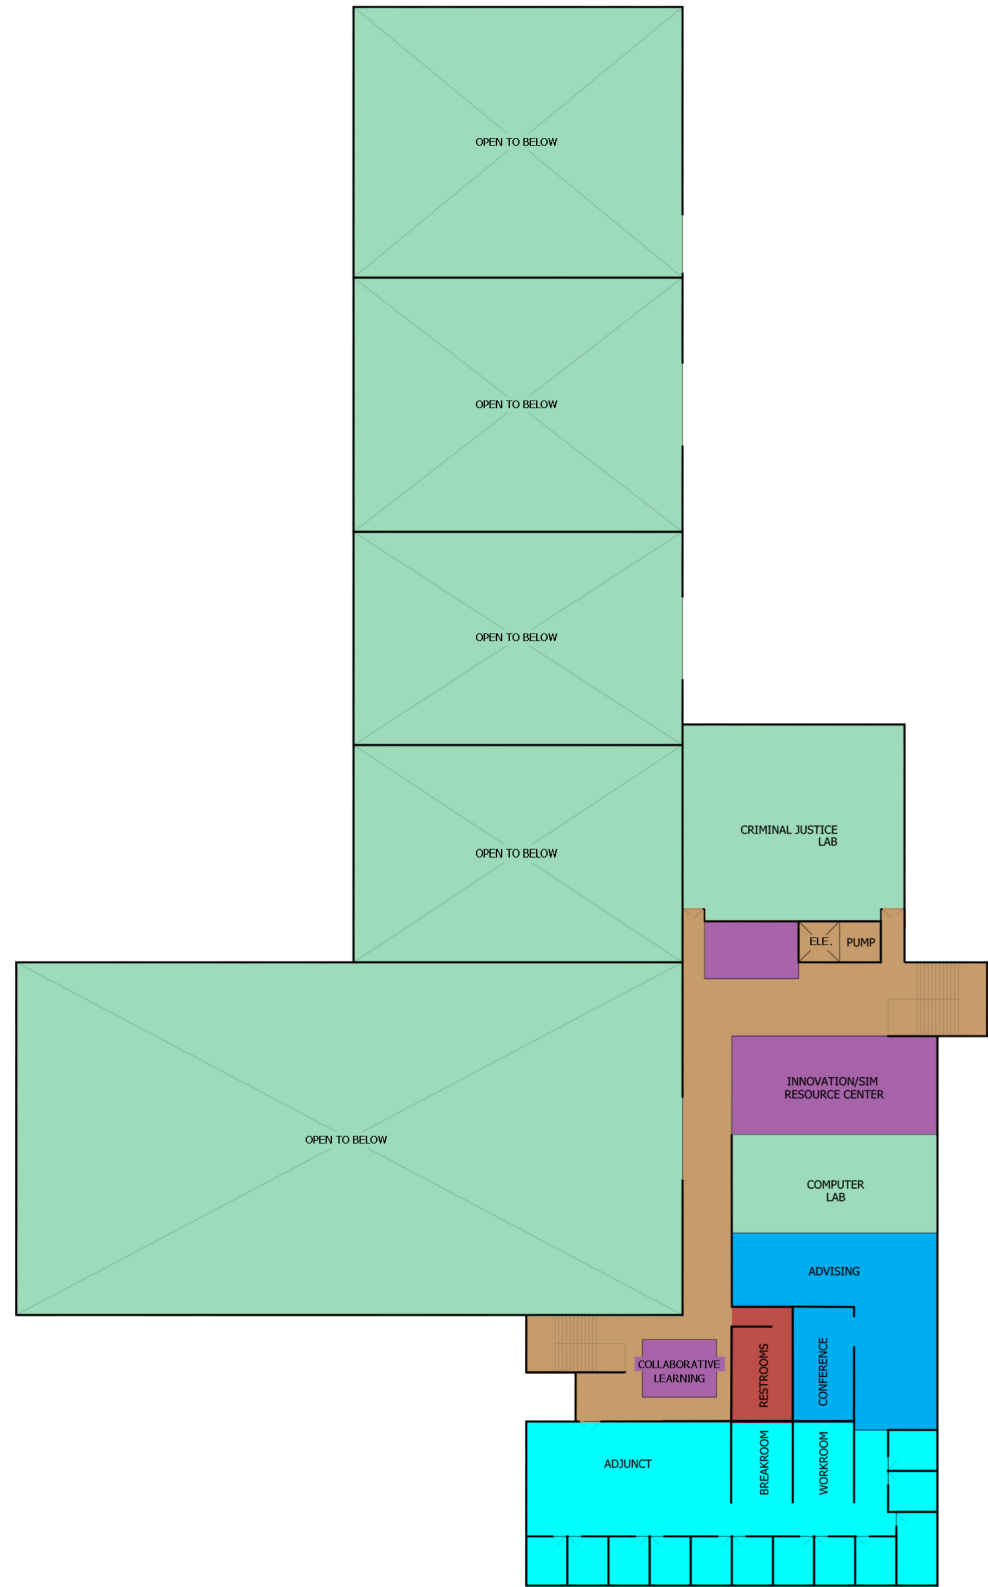 OPEN TO BELOW
OPEN TO BELOW
OPEN TO BELOW
CRIMINAL JUSTICE
LAB
OPEN TO BELOW
ELE.
PUMP
INNOVATION/SIM
RESOURCE CENTER
OPEN TO BELOW
COMPUTER
LAB
ADVISING
COLLABORATIVE
LEARNING
RESTROOMS
CONFERENCE
ADJUNCT
BREAKROOM
WORKROOM